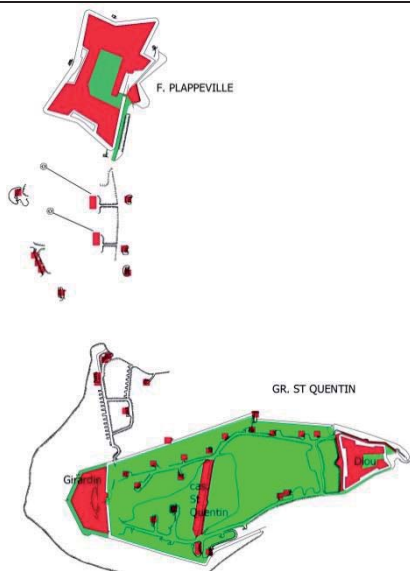 F. PLAPPEVILLE
GR. ST QUENTIN
Girardin
cas.
St
Quentin
Diou